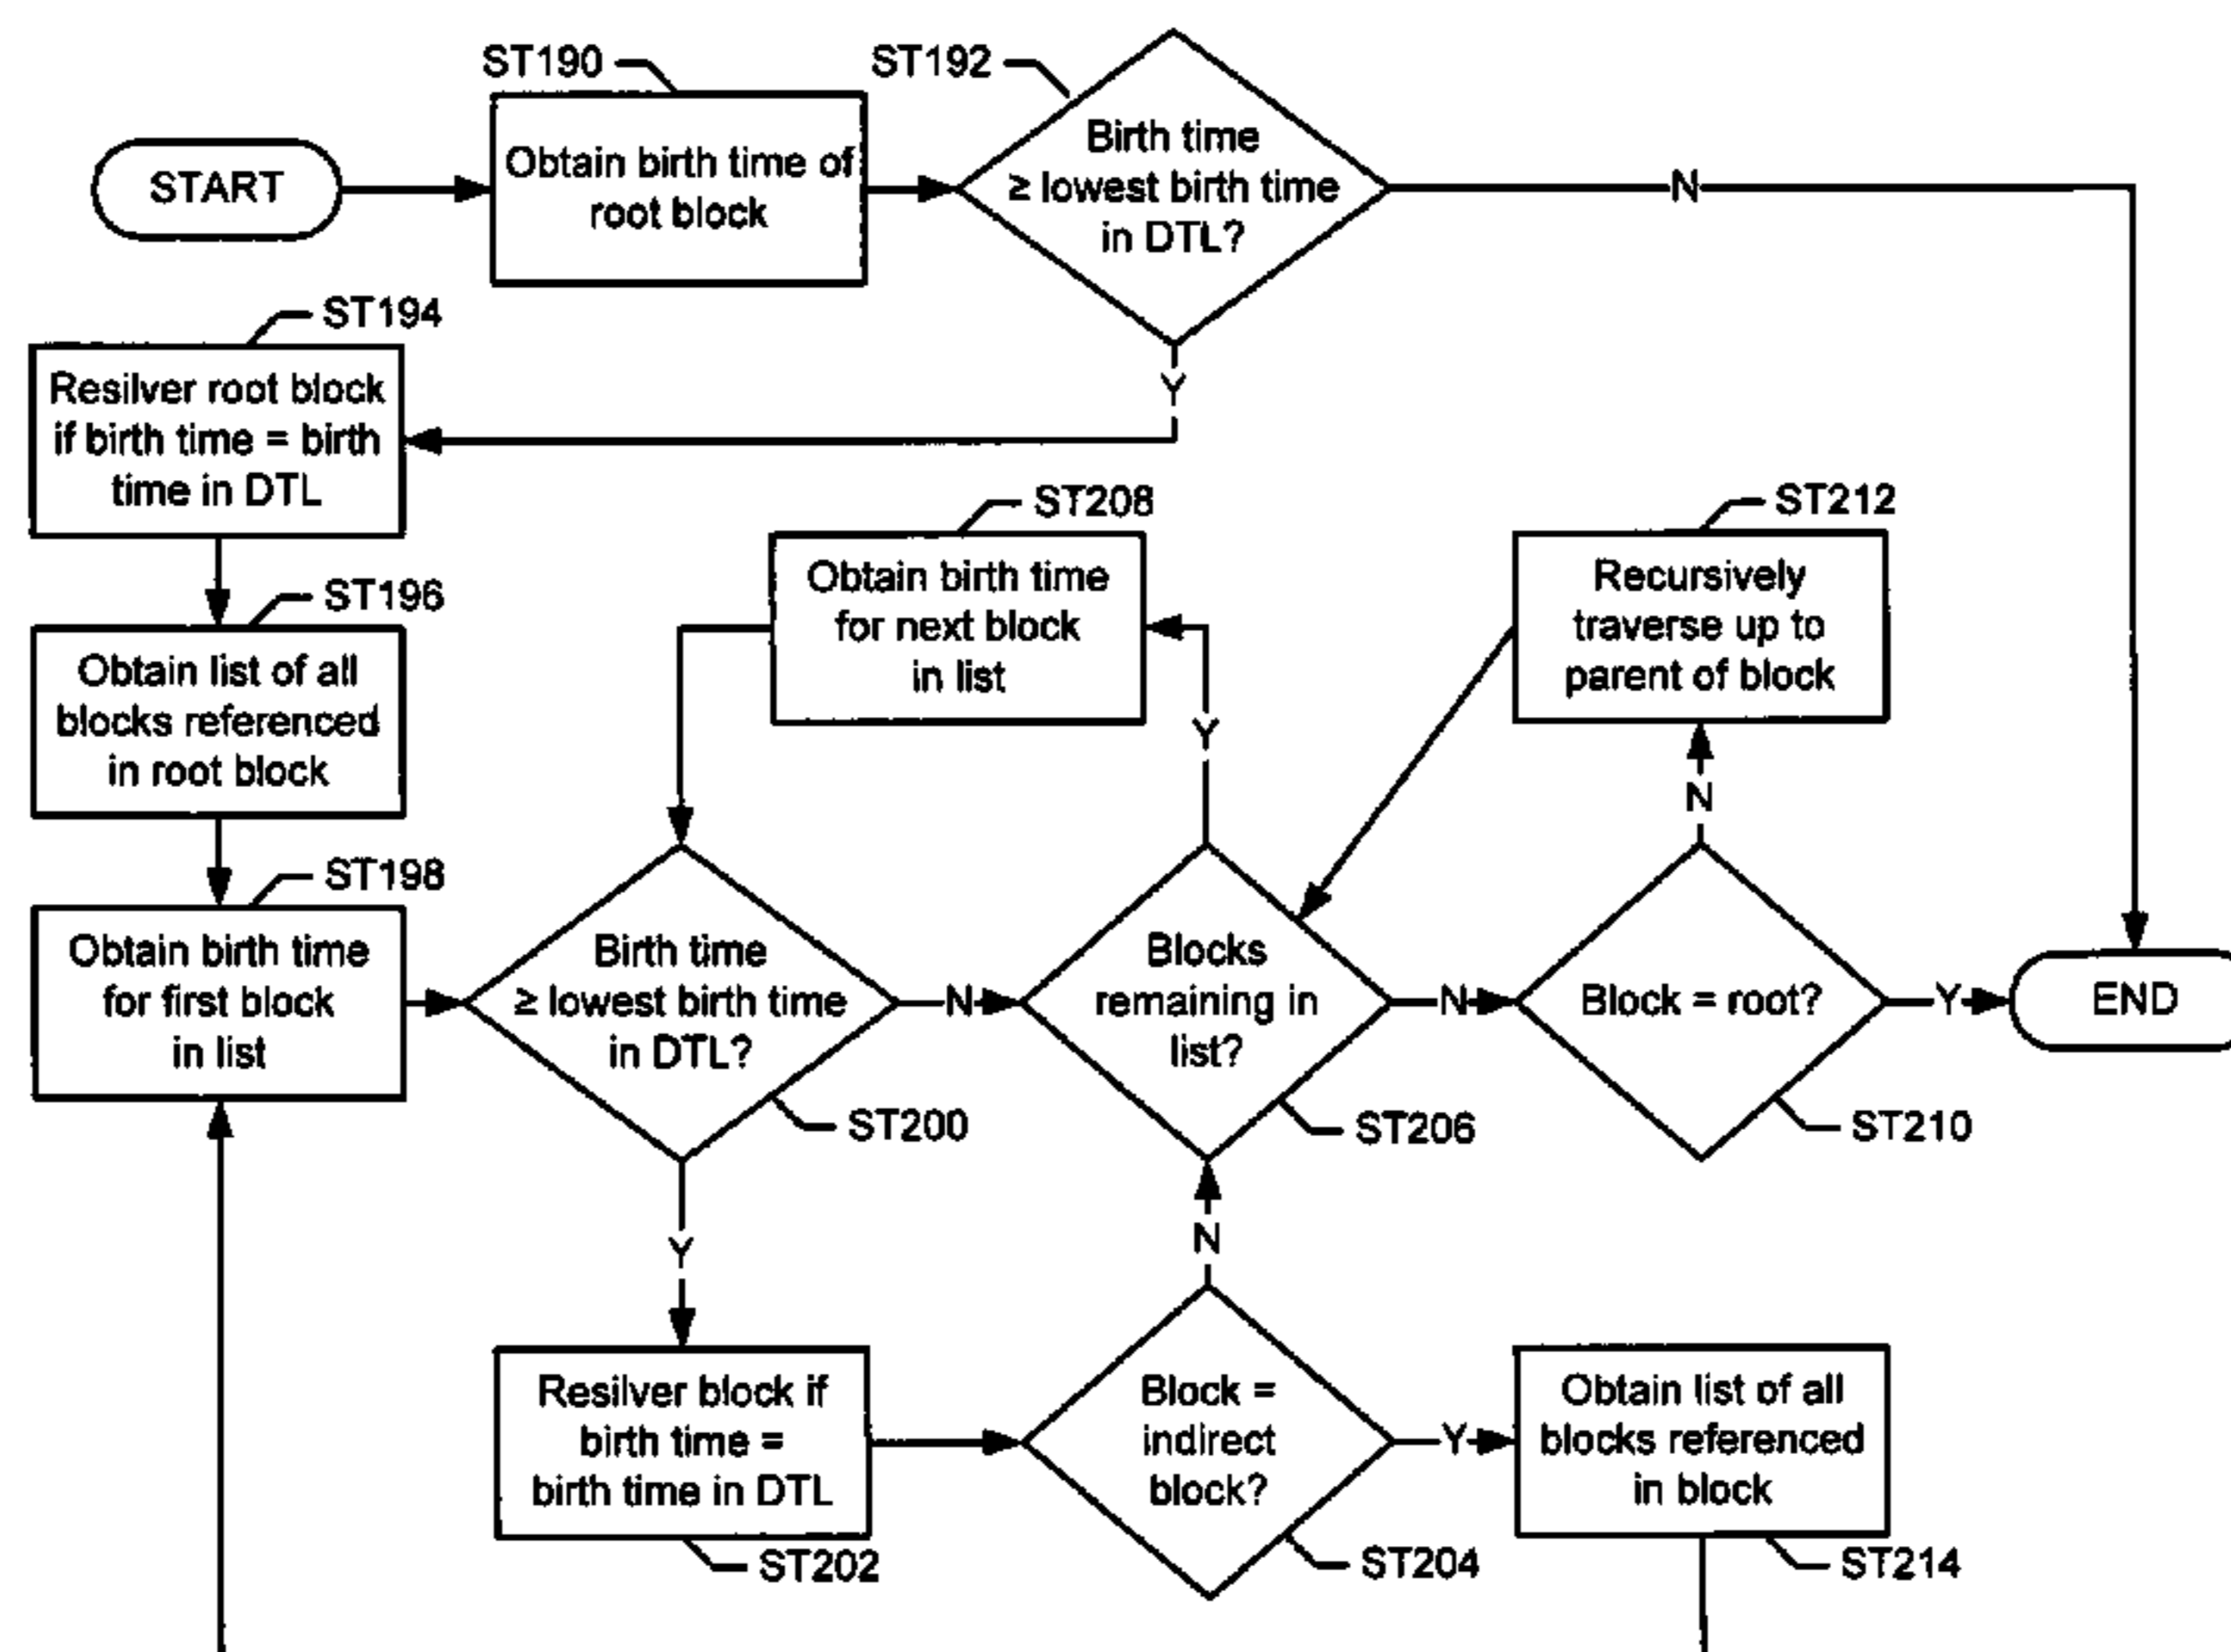 ST190
ST192
START
Obtain birth time of
root block
Birth time
≥ lowest birth time
in DTL?
N
Y
ST194
Resilver root block
if birth time = birth
time in DTL
ST196
Obtain list of all
blocks referenced
in root block
ST198
Obtain birth time
for first block
in list
ST208
Obtain birth time
for next block
in list
Y
ST212
Recursively
traverse up to
parent of block
N
Birth time
≥ lowest birth time
in DTL?
ST200
N
Blocks
remaining in
list?
ST206
N
Block = root?
ST210
Y
END
Y
N
Resilver block if
birth time =
birth time in DTL
ST202
Block =
indirect
block?
ST204
Y
Obtain list of all
blocks referenced
in block
ST214